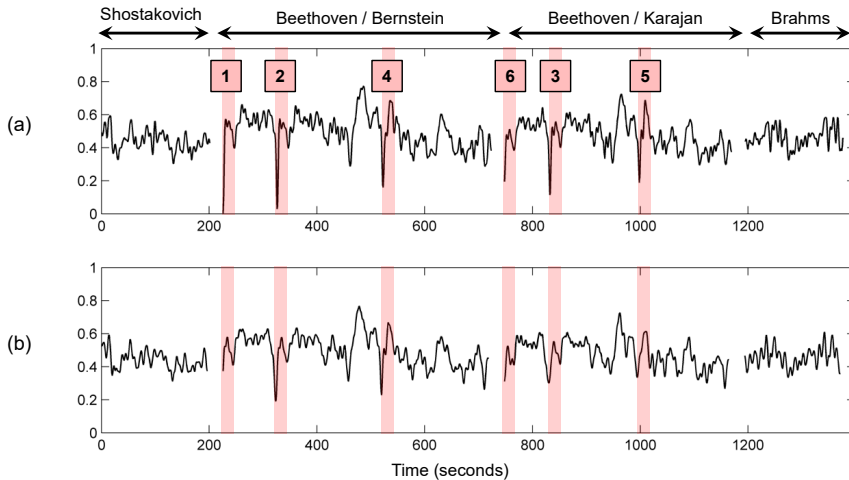 Shostakovich Beethoven / Bernstein Beethoven / Karajan Brahms
(a)
1
0.8
0.6
0.4
0.2
0
1 2 4 6 3 5
0 200 400 600 800 1000 1200
(b)
1
0.8
0.6
0.4
0.2
0
0 200 400 600 800 1000 1200
Time (seconds)